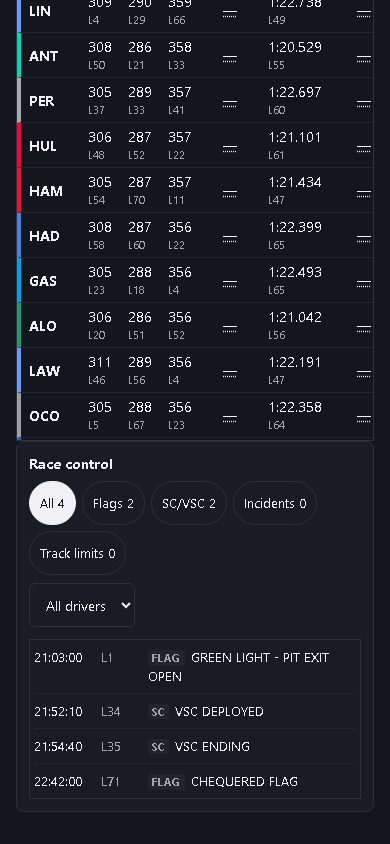 LIN 309 290 359 1:22.738
L4 L29 L66 L49
ANT 308 286 358 1:20.529
L50 L21 L33 L55
PER 305 289 357 1:22.697
L37 L33 L41 L60
HUL 306 287 357 1:21.101
L48 L52 L22 L61
HAM 305 287 357 1:21.434
L54 L70 L11 L47
HAD 308 287 356 1:22.399
L58 L60 L22 L65
GAS 305 288 356 1:22.493
L23 L18 L4 L65
ALO 306 286 356 1:21.042
L20 L51 L52 L56
LAW 311 289 356 1:22.191
L46 L56 L4 L47
OCO 305 288 356 1:22.358
L5 L67 L23 L64
Race control
All 4 Flags 2 SC/VSC 2 Incidents 0
Track limits 0
All drivers
21:03:00 L1 FLAG GREEN LIGHT - PIT EXIT
OPEN
21:52:10 L34 SC VSC DEPLOYED
21:54:40 L35 SC VSC ENDING
22:42:00 L71 FLAG CHEQUERED FLAG